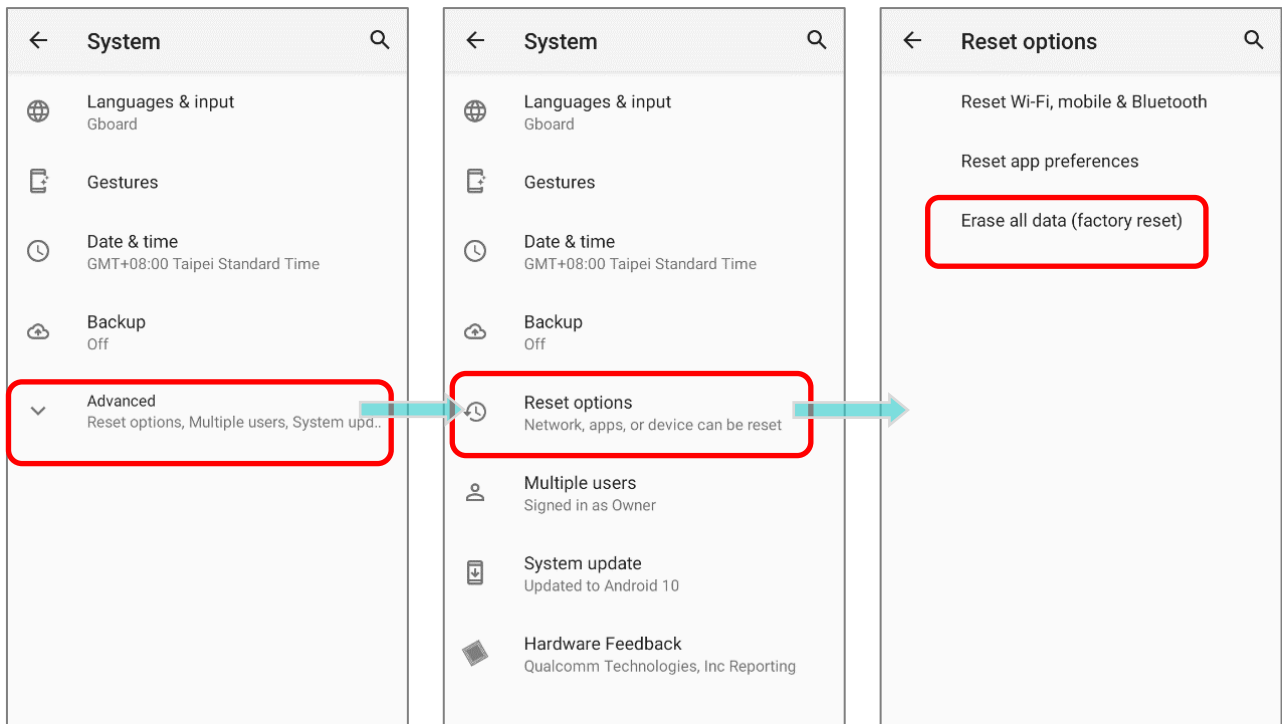 System
Languages & input
Gboard
Gestures
Date & time
GMT+08:00 Taipei Standard Time
Backup
Off
Advanced
Reset options, Multiple users, System upd..
System
Languages & input
Gboard
Gestures
Date & time
GMT+08:00 Taipei Standard Time
Backup
Off
Reset options
Network, apps, or device can be reset
Multiple users
Signed in as Owner
System update
Updated to Android 10
Hardware Feedback
Qualcomm Technologies, Inc Reporting
Reset options
Reset Wi-Fi, mobile & Bluetooth
Reset app preferences
Erase all data (factory reset)